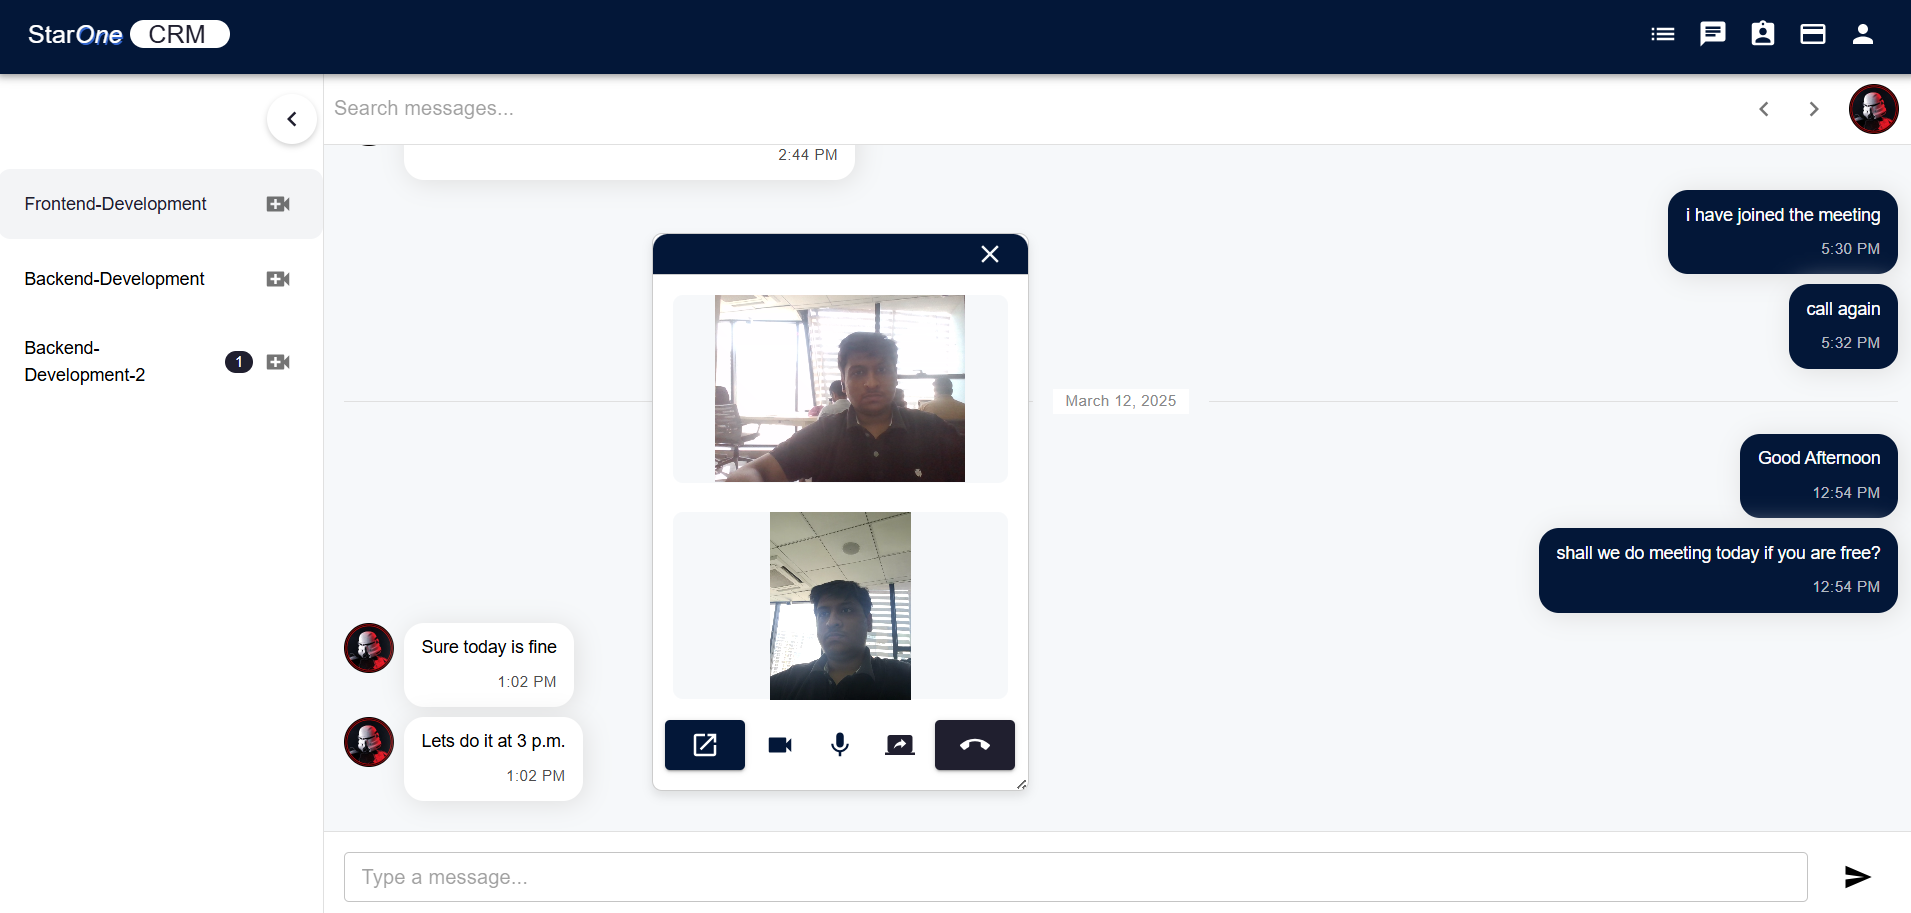 StarOne CRM
Search messages...
Frontend-Development
Backend-Development
Backend-
Development-2
1
2:44 PM
i have joined the meeting
5:30 PM
call again
5:32 PM
March 12, 2025
Good Afternoon
12:54 PM
shall we do meeting today if you are free?
12:54 PM
Sure today is fine
1:02 PM
Lets do it at 3 p.m.
1:02 PM
Type a message...